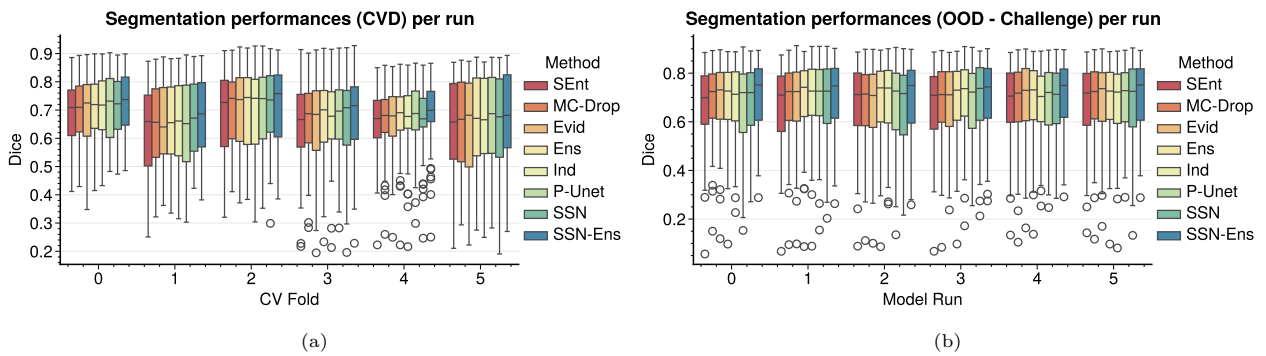 Segmentation performances (CVD) per run
Dice
0.9
0.8
0.7
0.6
0.5
0.4
0.3
0.2
0 1 2 3 4 5
CV Fold
Method
SEnt
MC-Drop
Evid
Ens
Ind
P-Unet
SSN
SSN-Ens
(a)
Segmentation performances (OOD - Challenge) per run
Dice
0.8
0.6
0.4
0.2
0 1 2 3 4 5
Model Run
Method
SEnt
MC-Drop
Evid
Ens
Ind
P-Unet
SSN
SSN-Ens
(b)